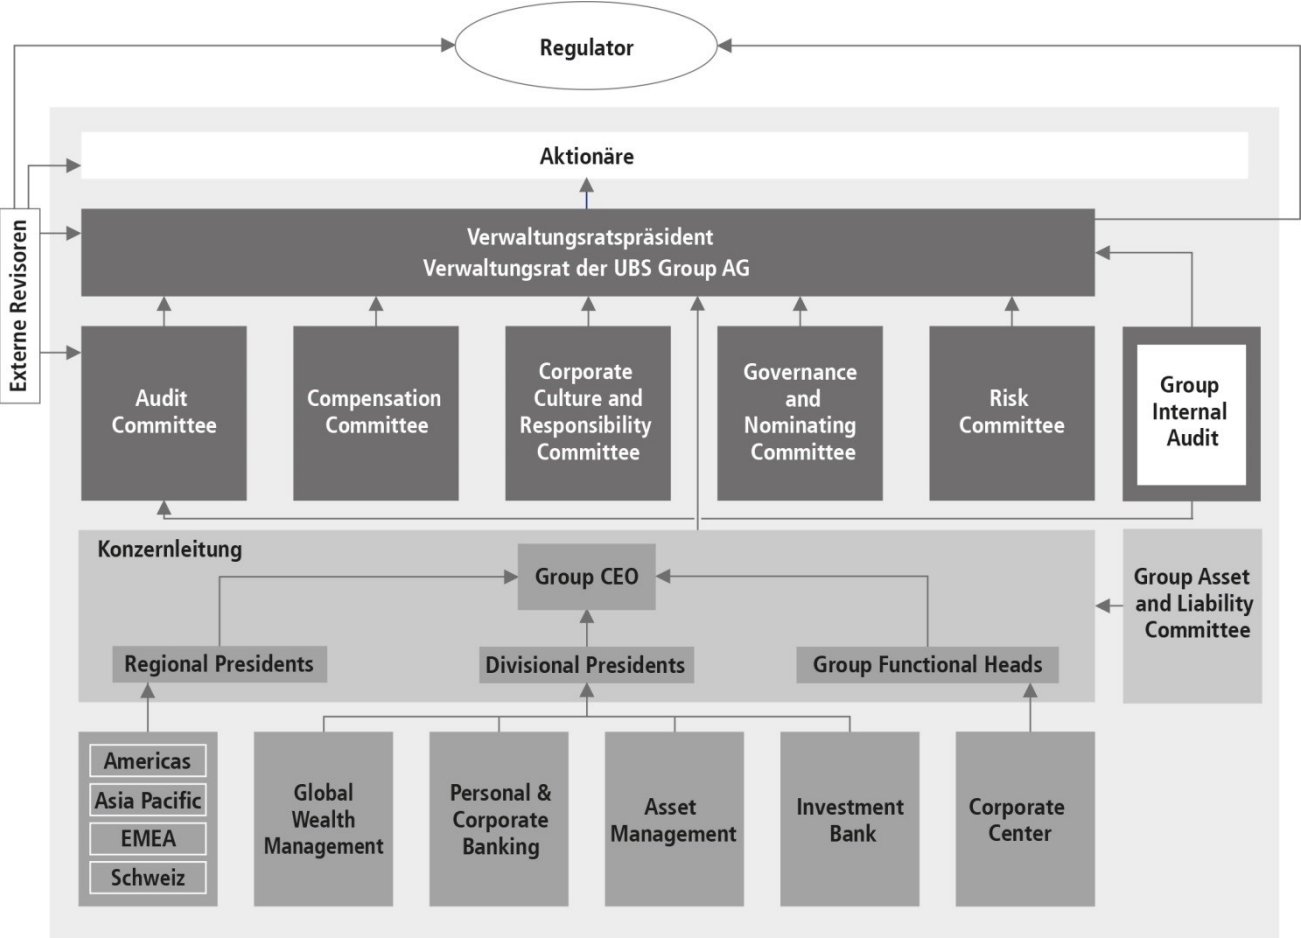 Regulator
Aktionäre
Externe Revisoren
Verwaltungsratspräsident
Verwaltungsrat der UBS Group AG
Audit
Committee
Compensation
Committee
Corporate
Culture and
Responsibility
Committee
Governance
and
Nominating
Committee
Risk
Committee
Group
Internal
Audit
Konzernleitung
Group CEO
Group Asset
and Liability
Committee
Regional Presidents
Divisional Presidents
Group Functional Heads
Americas
Asia Pacific
EMEA
Schweiz
Global
Wealth
Management
Personal &
Corporate
Banking
Asset
Management
Investment
Bank
Corporate
Center